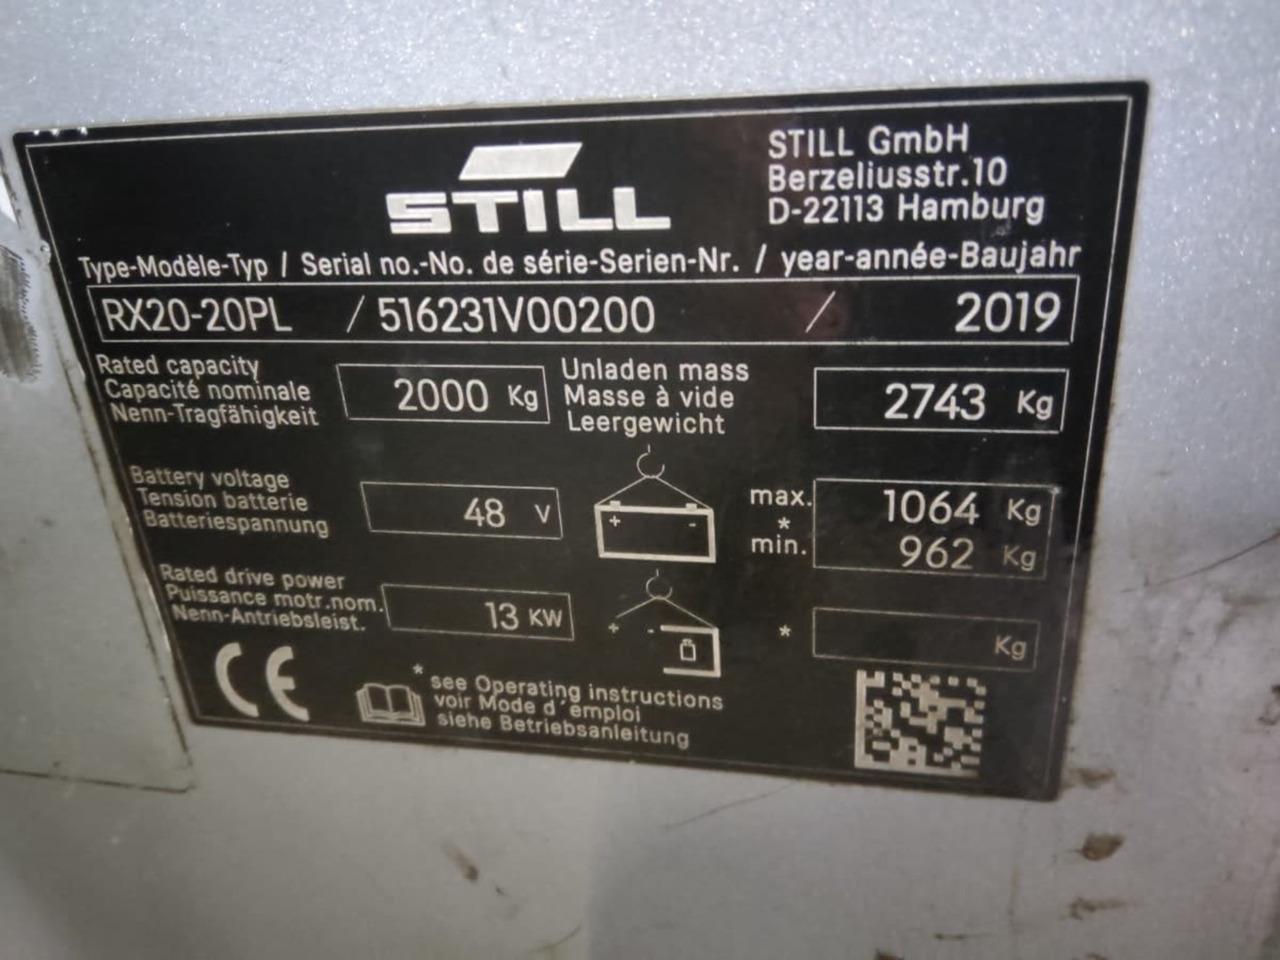 STILL
STILL GmbH
Berzeliusstr.10
D-22113 Hamburg
Type-Modèle-Typ / Serial no.-No. de série-Serien-Nr. / year-année-Baujahr
RX20-20PL / 516231V00200 / 2019
Rated capacity
Capacité nominale
Nenn-Tragfähigkeit
2000 Kg
Unladen mass
Masse à vide
Leergewicht
2743 Kg
Battery voltage
Tension batterie
Batteriespannung
48 V
+ -
max. 1064 Kg
*
min. 962 Kg
Rated drive power
Puissance motr.nom.
Nenn-Antriebsleist.
13 KW
+ -
* Kg
CE
* see Operating instructions
voir Mode d'emploi
siehe Betriebsanleitung